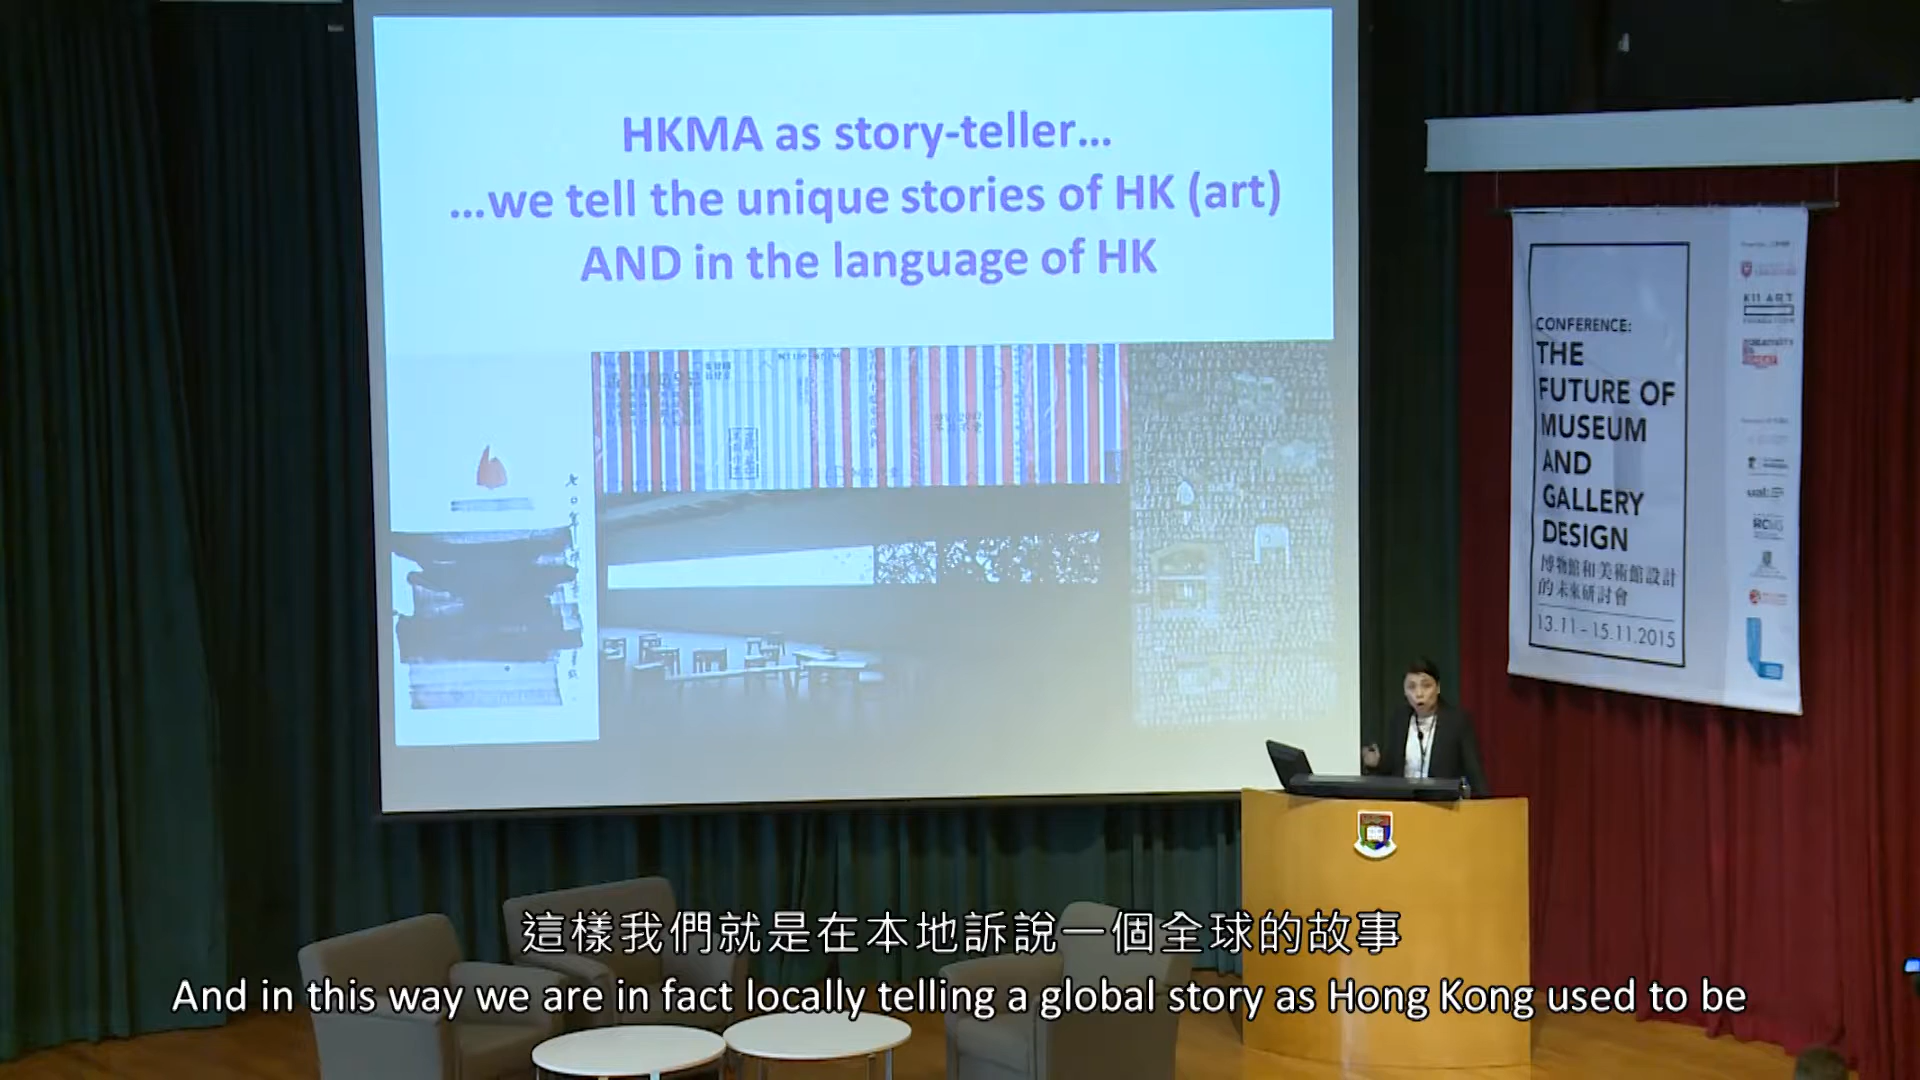 HKMA as story-teller...
...we tell the unique stories of HK (art)
AND in the language of HK
CONFERENCE:
THE
FUTURE OF
MUSEUM
AND
GALLERY
DESIGN
博物館和美術館設計
的未來研討會
13.11 – 15.11.2015
K11 ART
這樣我們就是在本地訴說一個全球的故事
And in this way we are in fact locally telling a global story as Hong Kong used to be